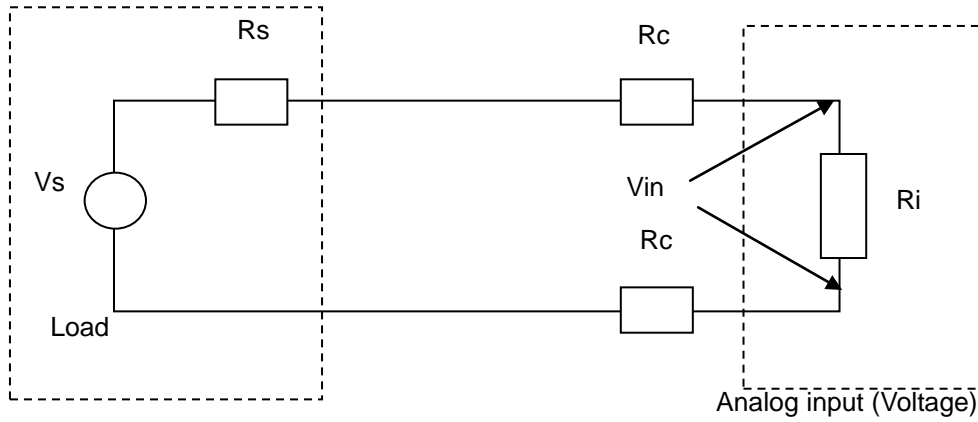 Rs
Rc
Vs
Vin
Ri
Rc
Load
Analog input (Voltage)